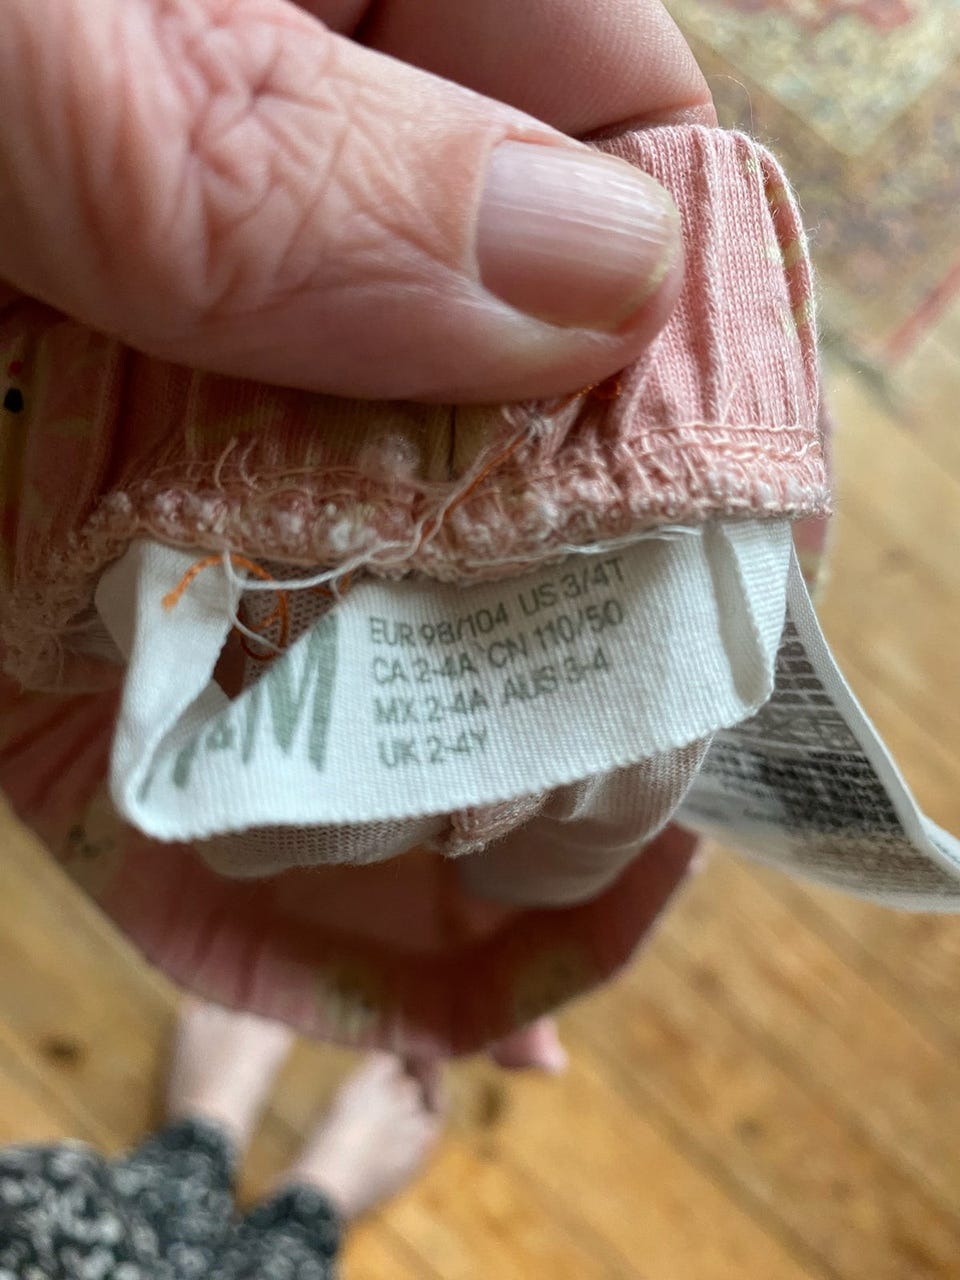 H&M
EUR 98/104 US 3/4T
CA 2-4A CN 110/50
MX 2-4A AUS 3-4
UK 2-4Y